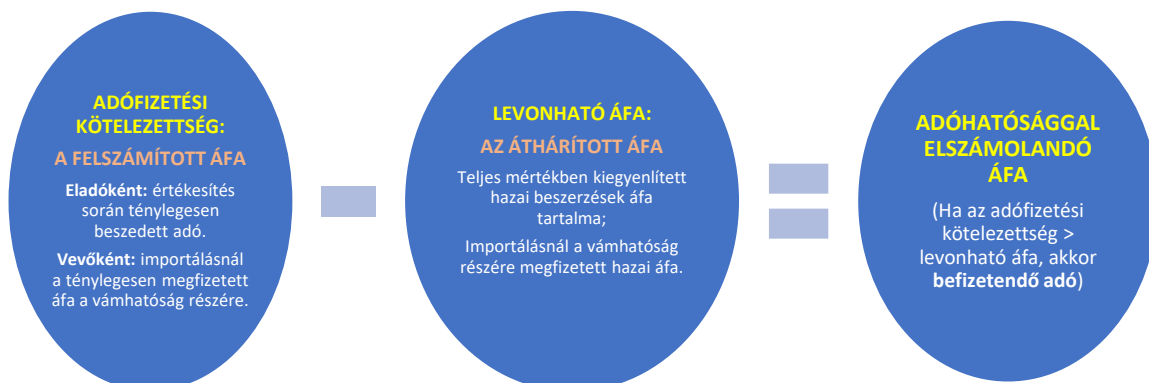 ADÓFIZETÉSI
KÖTELEZETTSÉG:
A FELSZÁMÍTOTT ÁFA
Eladóként: értékesítés
során ténylegesen
beszedett adó.
Vevőként: importálásnál
a ténylegesen megfizetett
áfa a vámhatóság részére.
LEVONHATÓ ÁFA:
AZ ÁTHÁRÍTOTT ÁFA
Teljes mértékben kiegyenlített
hazai beszerzések áfa
tartalma;
Importálásnál a vámhatóság
részére megfizetett hazai áfa.
ADÓHATÓSÁGGAL
ELSZÁMOLANDÓ
ÁFA
(Ha az adófizetési
kötelezettség >
levonható áfa, akkor
befizetendő adó)